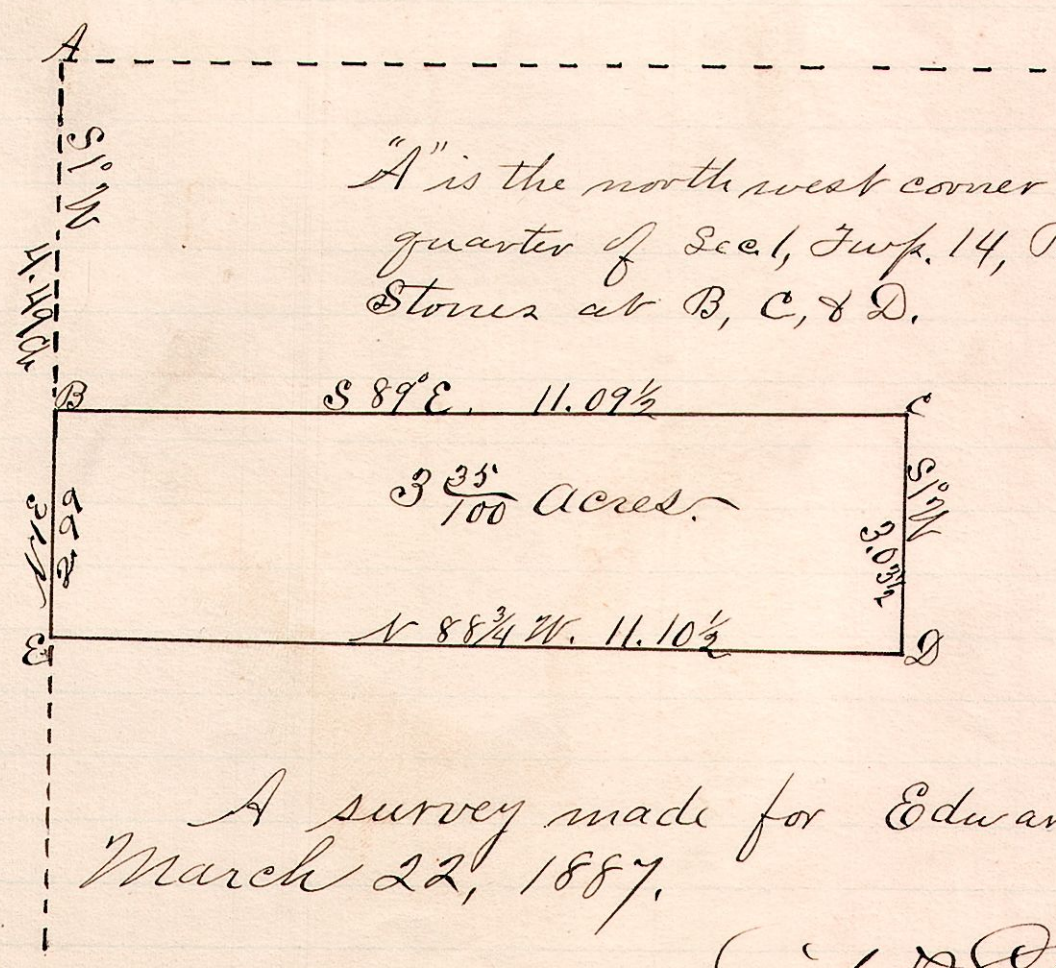 A
S 1° W
4.49 ch
"A" is the north west corner
quarter of Sec. 1, Twp. 14,
Stones at B, C, & D.
B
S 89° E. 11.09½
C
3 35/100 Acres.
2 99
S 1° W
3.03½
N 88¾ W. 11.10½
E
D
A survey made for Edwar
March 22, 1887.